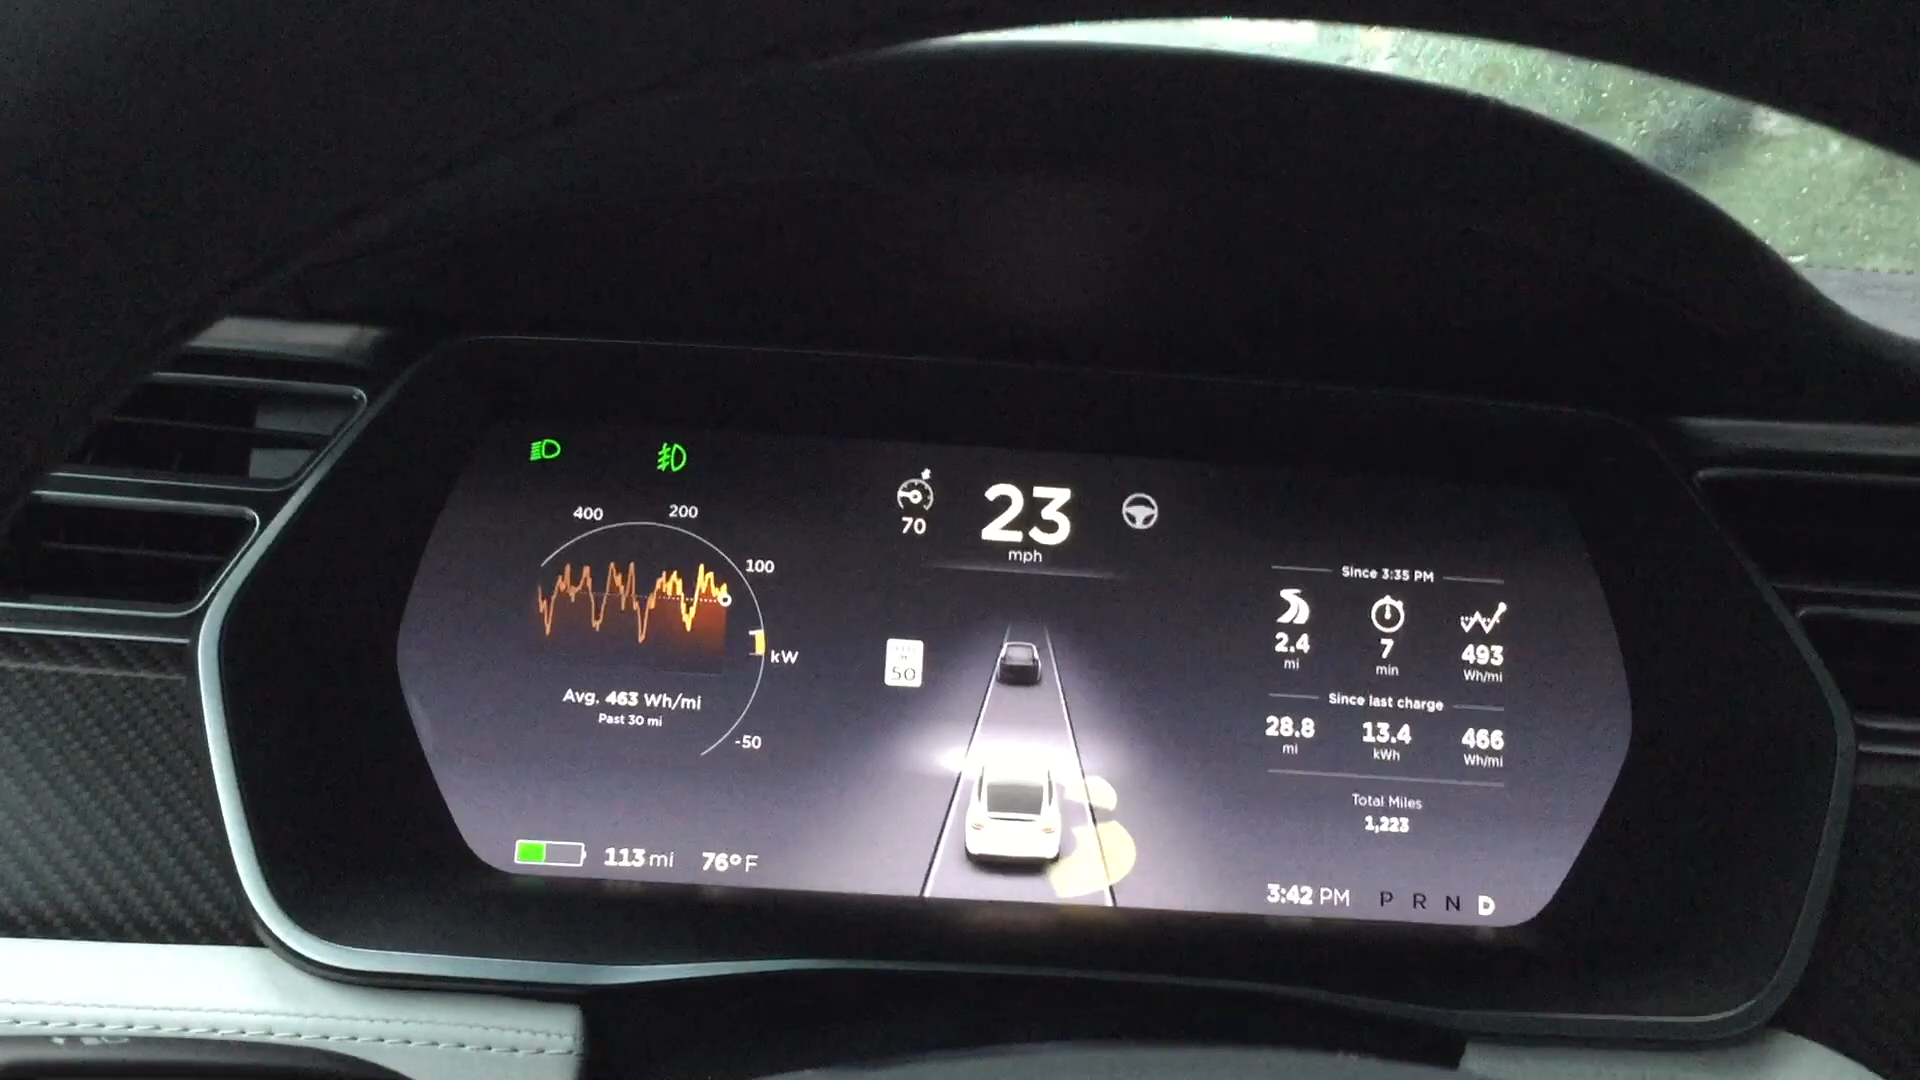 400
200
100
kW
-50
Avg. 463 Wh/mi
Past 30 mi
113 mi
76°F
70
23
mph
50
Since 3:35 PM
2.4
mi
7
min
493
Wh/mi
Since last charge
28.8
mi
13.4
kWh
466
Wh/mi
Total Miles
1,223
3:42 PM
P R N D